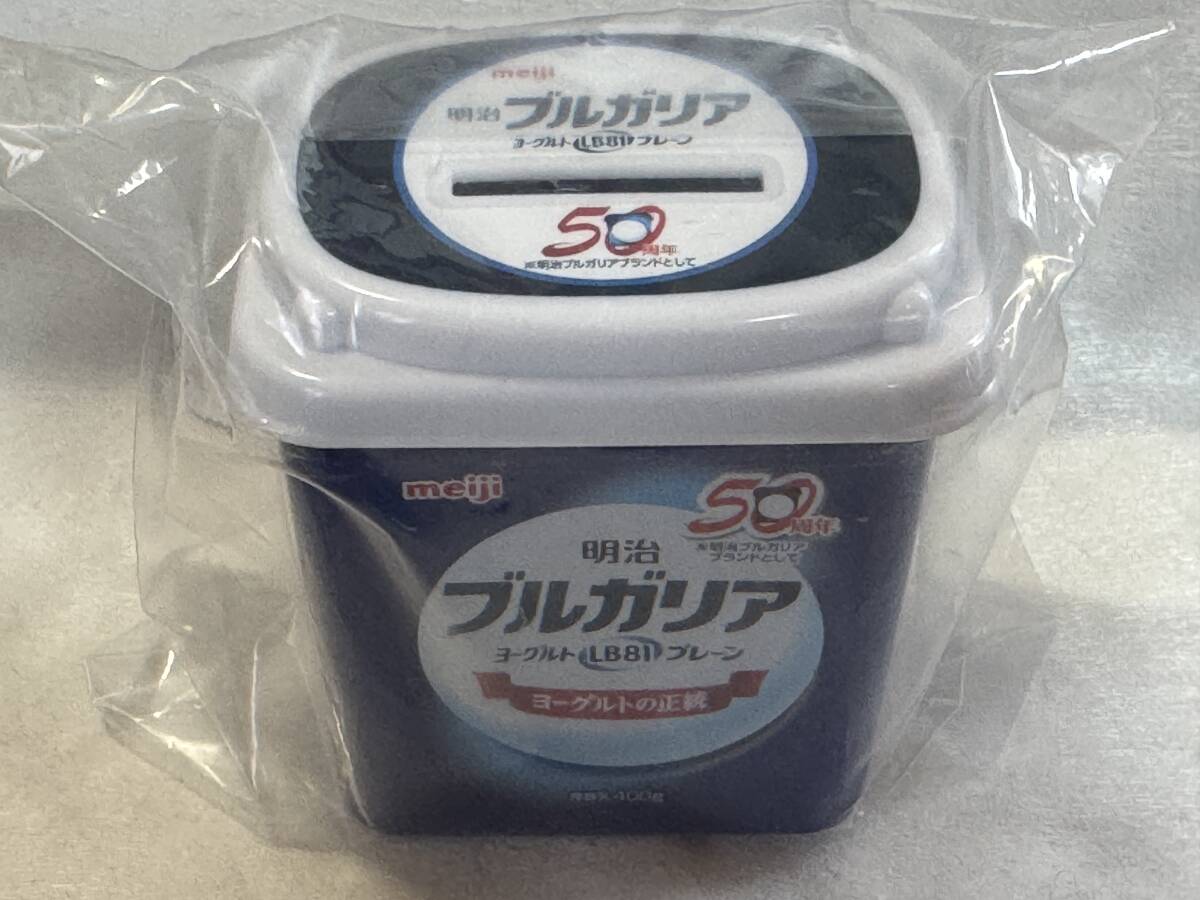 meiji
明治 ブルガリア
ヨーグルト LB81 プレーン
50周年
※明治ブルガリアブランドとして
meiji
50周年
※明治ブルガリア
ブランドとして
明治
ブルガリア
ヨーグルト LB81 プレーン
ヨーグルトの正統
400g